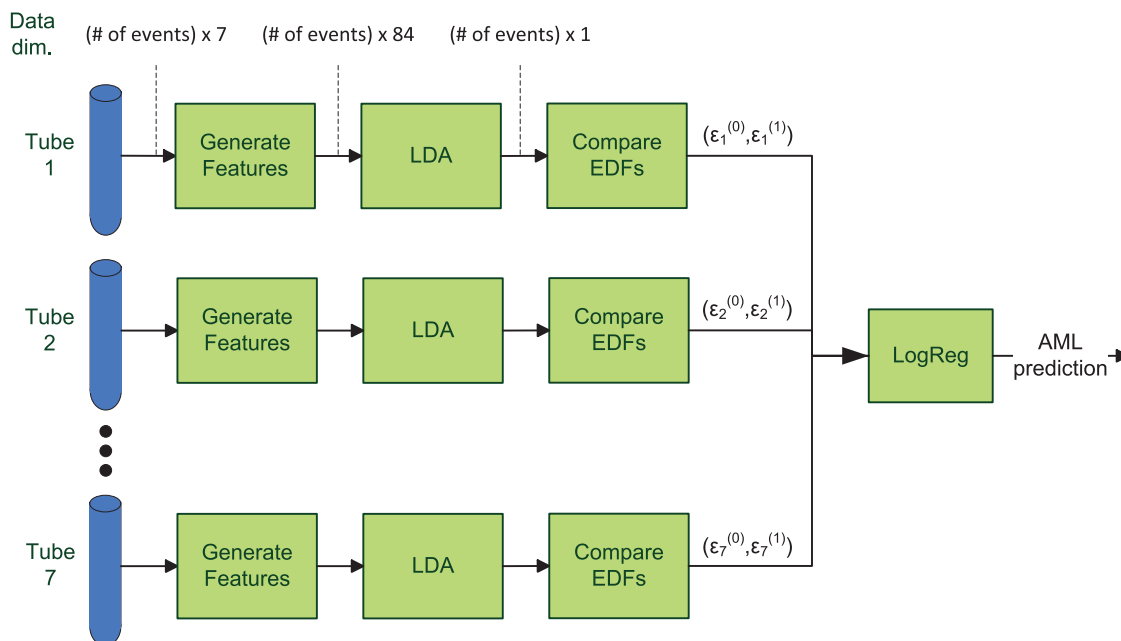 Data
dim.
(# of events) x 7
(# of events) x 84
(# of events) x 1
Tube
1
Generate
Features
LDA
Compare
EDFs
(ε₁⁽⁰⁾,ε₁⁽¹⁾)
Tube
2
Generate
Features
LDA
Compare
EDFs
(ε₂⁽⁰⁾,ε₂⁽¹⁾)
LogReg
AML
prediction
Tube
7
Generate
Features
LDA
Compare
EDFs
(ε₇⁽⁰⁾,ε₇⁽¹⁾)